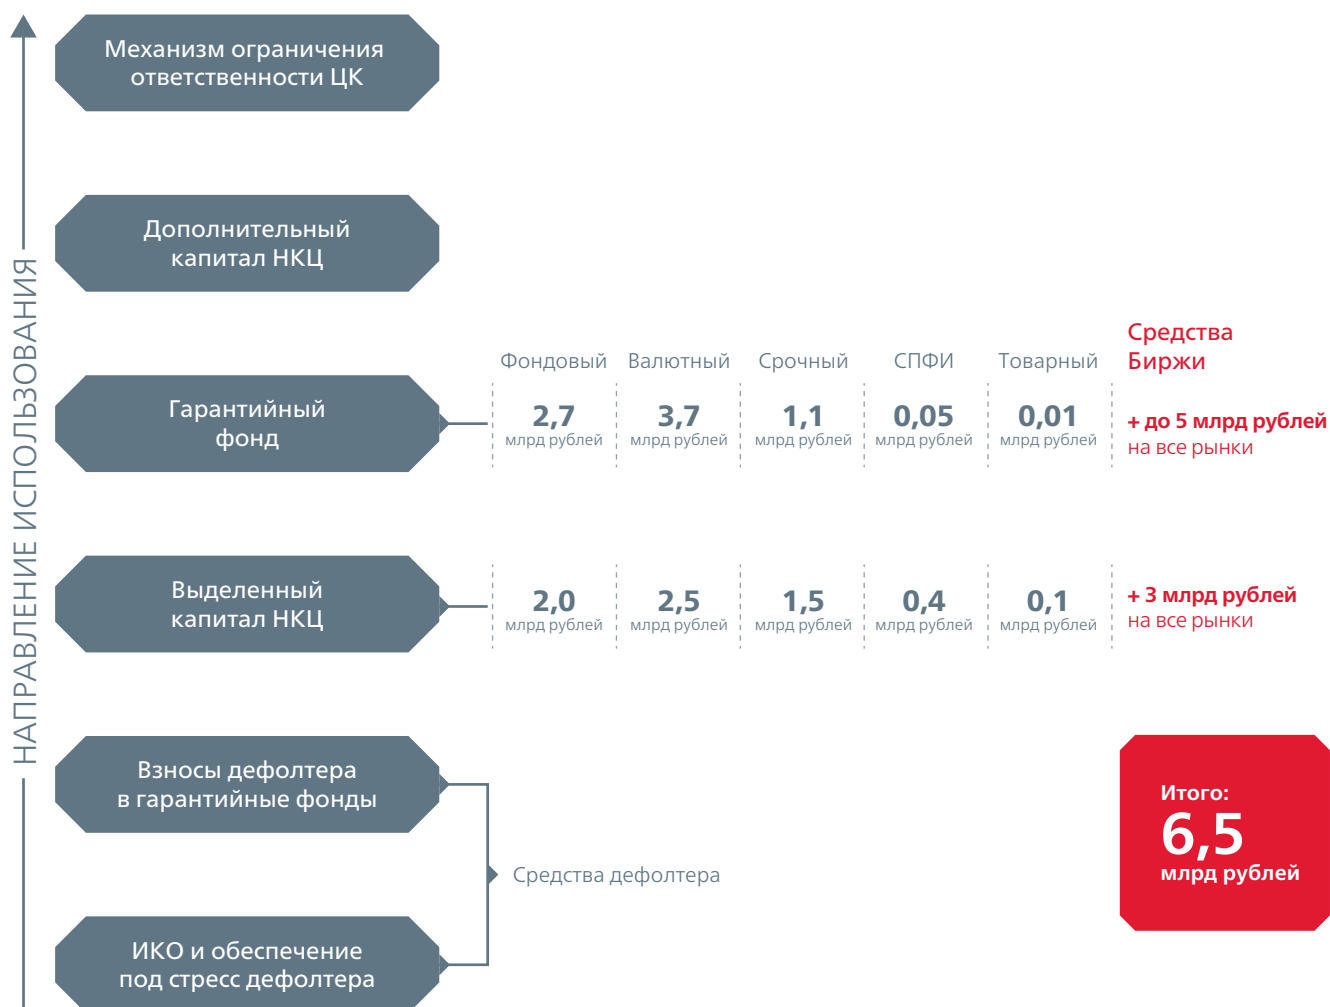 Механизм ограничения
ответственности ЦК
Дополнительный
капитал НКЦ
НАПРАВЛЕНИЕ ИСПОЛЬЗОВАНИЯ
Средства
Биржи
Фондовый Валютный Срочный СПФИ Товарный
Гарантийный
фонд
2,7 3,7 1,1 0,05 0,01
млрд рублей млрд рублей млрд рублей млрд рублей млрд рублей
+ до 5 млрд рублей
на все рынки
Выделенный
капитал НКЦ
2,0 2,5 1,5 0,4 0,1
млрд рублей млрд рублей млрд рублей млрд рублей млрд рублей
+ 3 млрд рублей
на все рынки
Взносы дефолтера
в гарантийные фонды
Итого:
6,5
млрд рублей
Средства дефолтера
ИКО и обеспечение
под стресс дефолтера